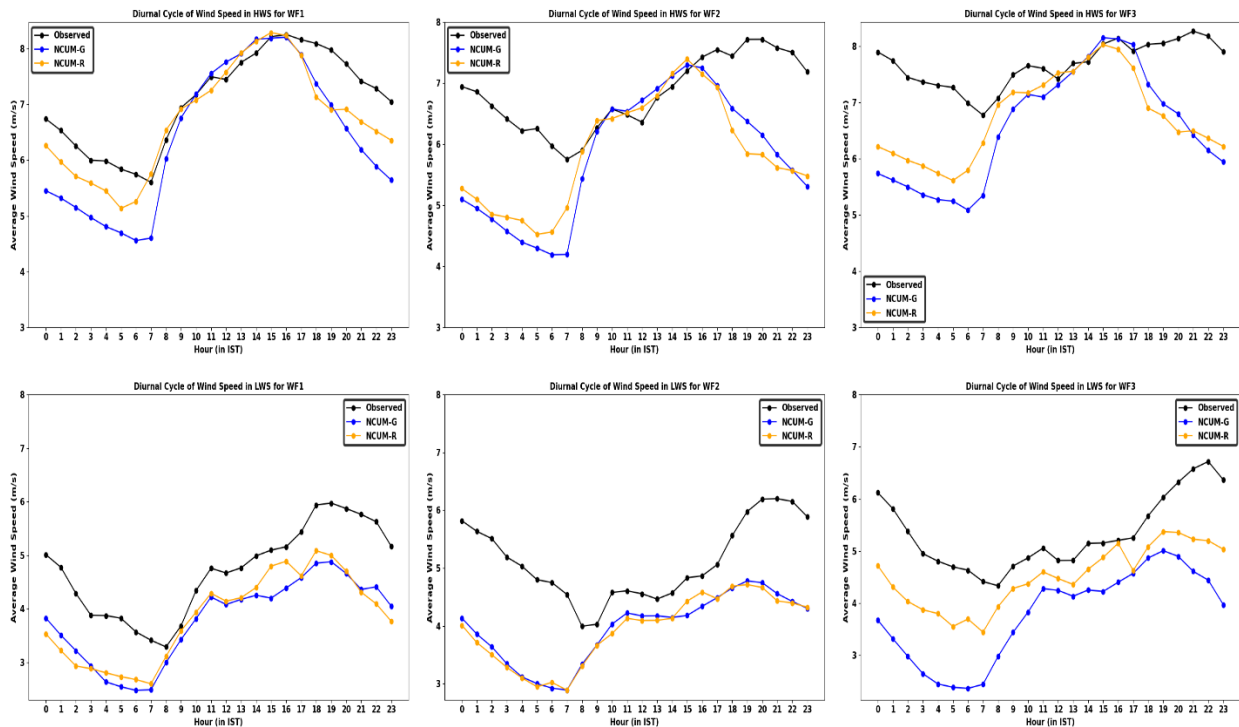 Diurnal Cycle of Wind Speed in HWS for WF1
Average Wind Speed (m/s)
8
7
6
5
4
3
Observed
NCUM-G
NCUM-R
0 1 2 3 4 5 6 7 8 9 10 11 12 13 14 15 16 17 18 19 20 21 22 23
Hour (in IST)
Diurnal Cycle of Wind Speed in HWS for WF2
Average Wind Speed (m/s)
8
7
6
5
4
3
Observed
NCUM-G
NCUM-R
0 1 2 3 4 5 6 7 8 9 10 11 12 13 14 15 16 17 18 19 20 21 22 23
Hour (in IST)
Diurnal Cycle of Wind Speed in HWS for WF3
Average Wind Speed (m/s)
8
7
6
5
4
3
Observed
NCUM-G
NCUM-R
0 1 2 3 4 5 6 7 8 9 10 11 12 13 14 15 16 17 18 19 20 21 22 23
Hour (in IST)
Diurnal Cycle of Wind Speed in LWS for WF1
Average Wind Speed (m/s)
8
7
6
5
4
3
Observed
NCUM-G
NCUM-R
0 1 2 3 4 5 6 7 8 9 10 11 12 13 14 15 16 17 18 19 20 21 22 23
Hour (in IST)
Diurnal Cycle of Wind Speed in LWS for WF2
Average Wind Speed (m/s)
8
7
6
5
4
3
Observed
NCUM-G
NCUM-R
0 1 2 3 4 5 6 7 8 9 10 11 12 13 14 15 16 17 18 19 20 21 22 23
Hour (in IST)
Diurnal Cycle of Wind Speed in LWS for WF3
Average Wind Speed (m/s)
8
7
6
5
4
3
Observed
NCUM-G
NCUM-R
0 1 2 3 4 5 6 7 8 9 10 11 12 13 14 15 16 17 18 19 20 21 22 23
Hour (in IST)